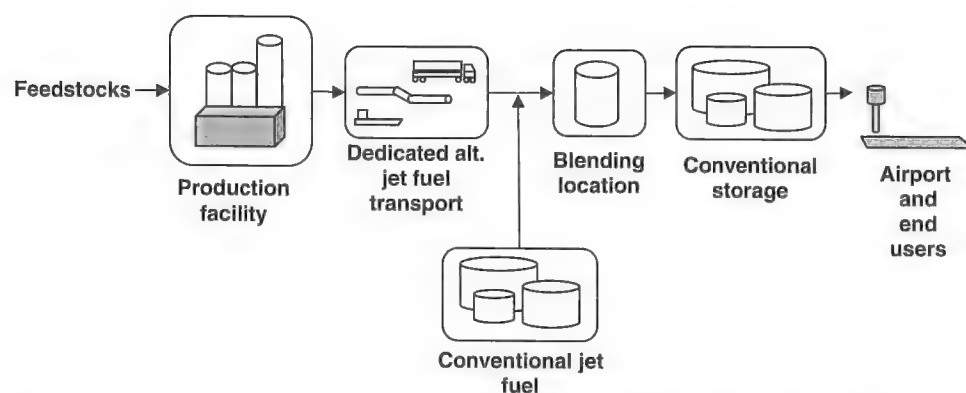 Feedstocks
Production
facility
Dedicated alt.
jet fuel
transport
Blending
location
Conventional
storage
Airport
and
end
users
Conventional jet
fuel